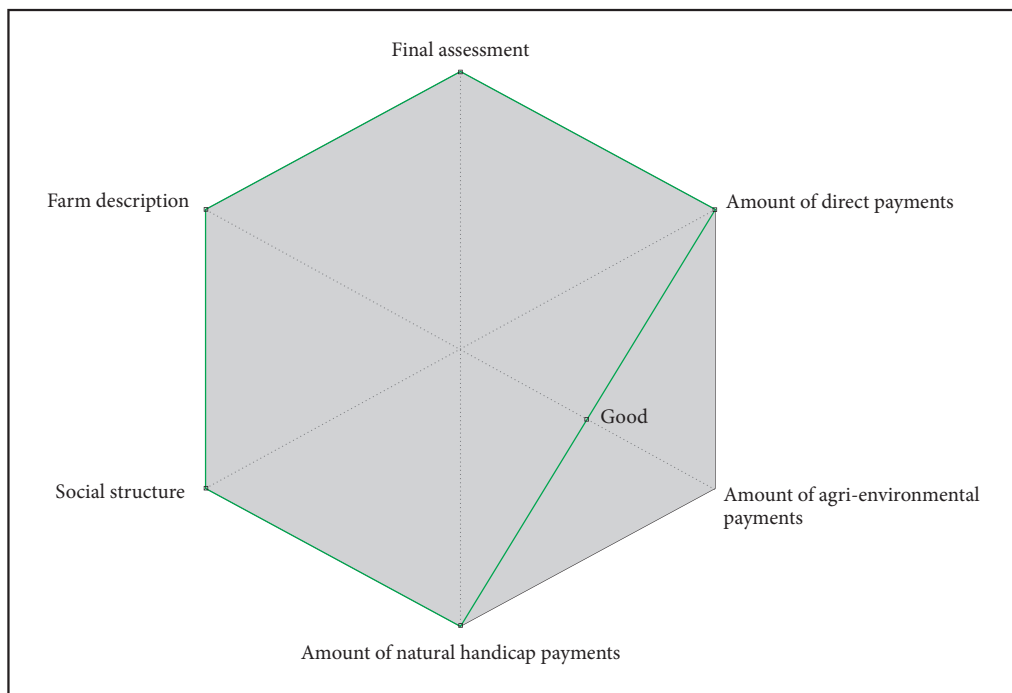 Final assessment
Farm description
Amount of direct payments
Good
Social structure
Amount of agri-environmental
payments
Amount of natural handicap payments